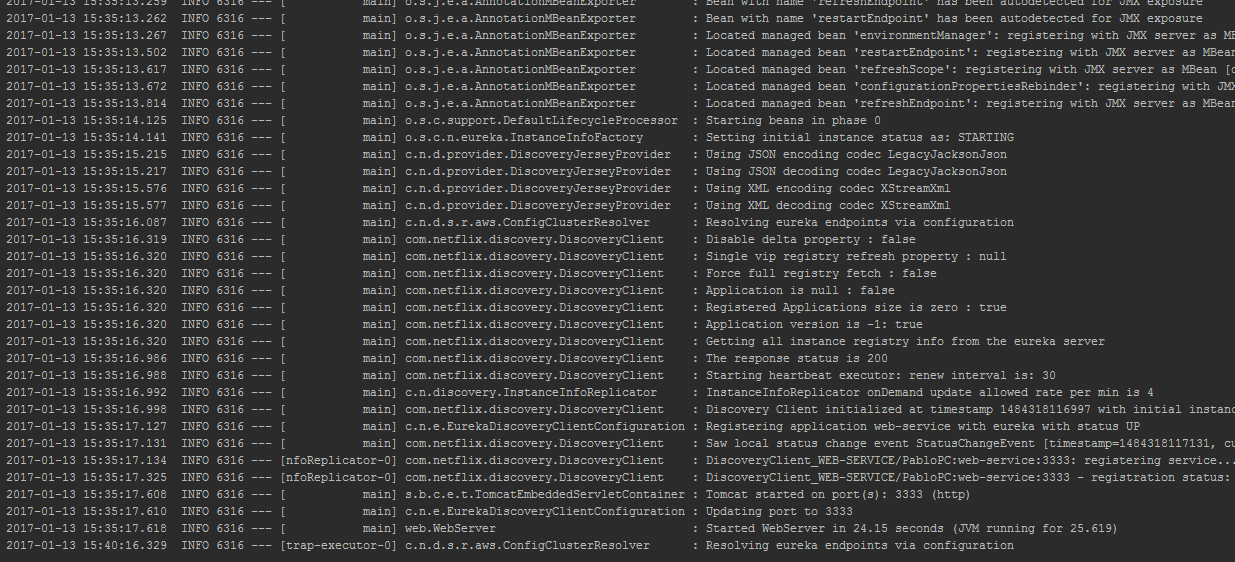 2017-01-13 15:35:13.259  INFO 6316 --- [           main] o.s.j.e.a.AnnotationMBeanExporter        : Bean with name 'refreshEndpoint' has been autodetected for JMX exposure
2017-01-13 15:35:13.262  INFO 6316 --- [           main] o.s.j.e.a.AnnotationMBeanExporter        : Bean with name 'restartEndpoint' has been autodetected for JMX exposure
2017-01-13 15:35:13.267  INFO 6316 --- [           main] o.s.j.e.a.AnnotationMBeanExporter        : Located managed bean 'environmentManager': registering with JMX server as MB
2017-01-13 15:35:13.502  INFO 6316 --- [           main] o.s.j.e.a.AnnotationMBeanExporter        : Located managed bean 'restartEndpoint': registering with JMX server as MBean
2017-01-13 15:35:13.617  INFO 6316 --- [           main] o.s.j.e.a.AnnotationMBeanExporter        : Located managed bean 'refreshScope': registering with JMX server as MBean [c
2017-01-13 15:35:13.672  INFO 6316 --- [           main] o.s.j.e.a.AnnotationMBeanExporter        : Located managed bean 'configurationPropertiesRebinder': registering with JMX
2017-01-13 15:35:13.814  INFO 6316 --- [           main] o.s.j.e.a.AnnotationMBeanExporter        : Located managed bean 'refreshEndpoint': registering with JMX server as MBean
2017-01-13 15:35:14.125  INFO 6316 --- [           main] o.s.c.support.DefaultLifecycleProcessor  : Starting beans in phase 0
2017-01-13 15:35:14.141  INFO 6316 --- [           main] o.s.c.n.eureka.InstanceInfoFactory       : Setting initial instance status as: STARTING
2017-01-13 15:35:15.215  INFO 6316 --- [           main] c.n.d.provider.DiscoveryJerseyProvider   : Using JSON encoding codec LegacyJacksonJson
2017-01-13 15:35:15.217  INFO 6316 --- [           main] c.n.d.provider.DiscoveryJerseyProvider   : Using JSON decoding codec LegacyJacksonJson
2017-01-13 15:35:15.576  INFO 6316 --- [           main] c.n.d.provider.DiscoveryJerseyProvider   : Using XML encoding codec XStreamXml
2017-01-13 15:35:15.577  INFO 6316 --- [           main] c.n.d.provider.DiscoveryJerseyProvider   : Using XML decoding codec XStreamXml
2017-01-13 15:35:16.087  INFO 6316 --- [           main] c.n.d.s.r.aws.ConfigClusterResolver      : Resolving eureka endpoints via configuration
2017-01-13 15:35:16.319  INFO 6316 --- [           main] com.netflix.discovery.DiscoveryClient    : Disable delta property : false
2017-01-13 15:35:16.320  INFO 6316 --- [           main] com.netflix.discovery.DiscoveryClient    : Single vip registry refresh property : null
2017-01-13 15:35:16.320  INFO 6316 --- [           main] com.netflix.discovery.DiscoveryClient    : Force full registry fetch : false
2017-01-13 15:35:16.320  INFO 6316 --- [           main] com.netflix.discovery.DiscoveryClient    : Application is null : false
2017-01-13 15:35:16.320  INFO 6316 --- [           main] com.netflix.discovery.DiscoveryClient    : Registered Applications size is zero : true
2017-01-13 15:35:16.320  INFO 6316 --- [           main] com.netflix.discovery.DiscoveryClient    : Application version is -1: true
2017-01-13 15:35:16.320  INFO 6316 --- [           main] com.netflix.discovery.DiscoveryClient    : Getting all instance registry info from the eureka server
2017-01-13 15:35:16.986  INFO 6316 --- [           main] com.netflix.discovery.DiscoveryClient    : The response status is 200
2017-01-13 15:35:16.988  INFO 6316 --- [           main] com.netflix.discovery.DiscoveryClient    : Starting heartbeat executor: renew interval is: 30
2017-01-13 15:35:16.992  INFO 6316 --- [           main] c.n.discovery.InstanceInfoReplicator     : InstanceInfoReplicator onDemand update allowed rate per min is 4
2017-01-13 15:35:16.998  INFO 6316 --- [           main] com.netflix.discovery.DiscoveryClient    : Discovery Client initialized at timestamp 1484318116997 with initial instanc
2017-01-13 15:35:17.127  INFO 6316 --- [           main] c.n.e.EurekaDiscoveryClientConfiguration : Registering application web-service with eureka with status UP
2017-01-13 15:35:17.131  INFO 6316 --- [           main] com.netflix.discovery.DiscoveryClient    : Saw local status change event StatusChangeEvent [timestamp=1484318117131, cu
2017-01-13 15:35:17.134  INFO 6316 --- [nfoReplicator-0] com.netflix.discovery.DiscoveryClient    : DiscoveryClient_WEB-SERVICE/PabloPC:web-service:3333: registering service...
2017-01-13 15:35:17.325  INFO 6316 --- [nfoReplicator-0] com.netflix.discovery.DiscoveryClient    : DiscoveryClient_WEB-SERVICE/PabloPC:web-service:3333 - registration status:
2017-01-13 15:35:17.608  INFO 6316 --- [           main] s.b.c.e.t.TomcatEmbeddedServletContainer : Tomcat started on port(s): 3333 (http)
2017-01-13 15:35:17.610  INFO 6316 --- [           main] c.n.e.EurekaDiscoveryClientConfiguration : Updating port to 3333
2017-01-13 15:35:17.618  INFO 6316 --- [           main] web.WebServer                            : Started WebServer in 24.15 seconds (JVM running for 25.619)
2017-01-13 15:40:16.329  INFO 6316 --- [trap-executor-0] c.n.d.s.r.aws.ConfigClusterResolver      : Resolving eureka endpoints via configuration